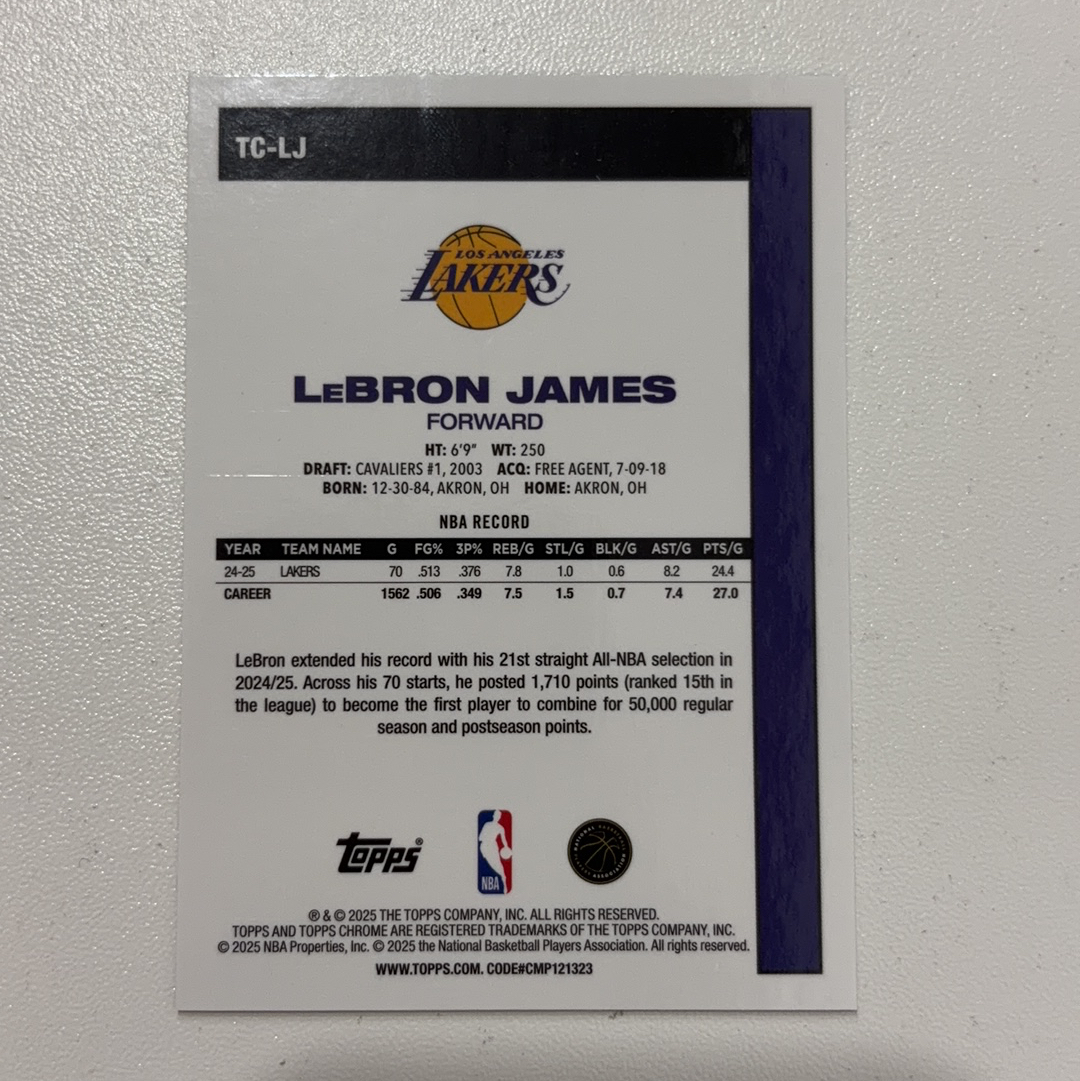 TC-LJ
LOS ANGELES
LAKERS
LeBRON JAMES
FORWARD
HT: 6'9" WT: 250
DRAFT: CAVALIERS #1, 2003 ACQ: FREE AGENT, 7-09-18
BORN: 12-30-84, AKRON, OH HOME: AKRON, OH
NBA RECORD
YEAR TEAM NAME G FG% 3P% REB/G STL/G BLK/G AST/G PTS/G
24-25 LAKERS 70 .513 .376 7.8 1.0 0.6 8.2 24.4
CAREER 1562 .506 .349 7.5 1.5 0.7 7.4 27.0
LeBron extended his record with his 21st straight All-NBA selection in
2024/25. Across his 70 starts, he posted 1,710 points (ranked 15th in
the league) to become the first player to combine for 50,000 regular
season and postseason points.
topps®
NBA
® & © 2025 THE TOPPS COMPANY, INC. ALL RIGHTS RESERVED.
TOPPS AND TOPPS CHROME ARE REGISTERED TRADEMARKS OF THE TOPPS COMPANY, INC.
© 2025 NBA Properties, Inc. © 2025 the National Basketball Players Association. All rights reserved.
WWW.TOPPS.COM. CODE#CMP121323